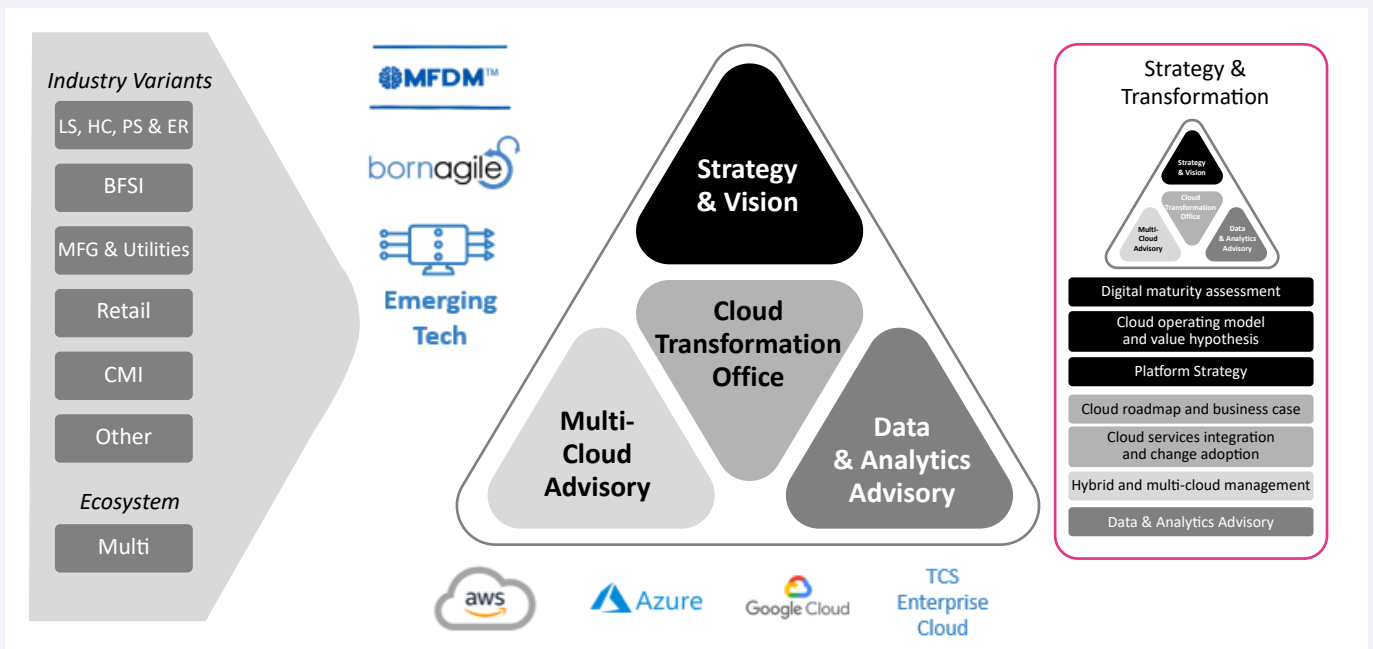 Industry Variants
LS, HC, PS & ER
BFSI
MFG & Utilities
Retail
CMI
Other
Ecosystem
Multi
MFDM™
bornagile
Emerging
Tech
Strategy
& Vision
Cloud
Transformation
Office
Multi-
Cloud
Advisory
Data
& Analytics
Advisory
aws
Azure
Google Cloud
TCS
Enterprise
Cloud
Strategy &
Transformation
Strategy
& Vision
Cloud
Transformation
Office
Multi-
Cloud
Advisory
Data
& Analytics
Advisory
Digital maturity assessment
Cloud operating model
and value hypothesis
Platform Strategy
Cloud roadmap and business case
Cloud services integration
and change adoption
Hybrid and multi-cloud management
Data & Analytics Advisory